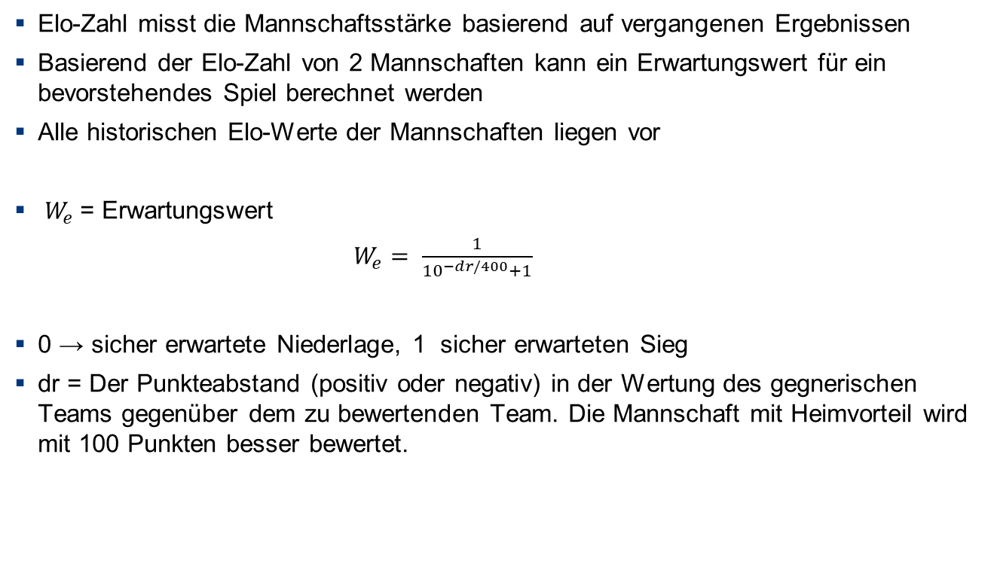 ▪ Elo-Zahl misst die Mannschaftsstärke basierend auf vergangenen Ergebnissen
▪ Basierend der Elo-Zahl von 2 Mannschaften kann ein Erwartungswert für ein
bevorstehendes Spiel berechnet werden
▪ Alle historischen Elo-Werte der Mannschaften liegen vor
▪ W_e = Erwartungswert
W_e = 1 / (10^(−dr/400) + 1)
▪ 0 → sicher erwartete Niederlage, 1 sicher erwarteten Sieg
▪ dr = Der Punkteabstand (positiv oder negativ) in der Wertung des gegnerischen
Teams gegenüber dem zu bewertenden Team. Die Mannschaft mit Heimvorteil wird
mit 100 Punkten besser bewertet.